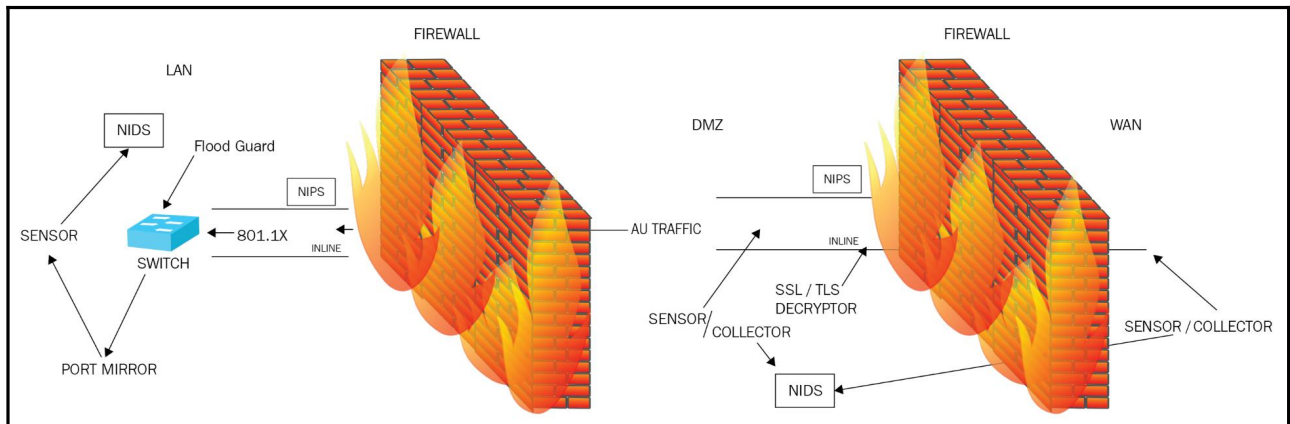 FIREWALL
FIREWALL
LAN
DMZ
WAN
NIDS
Flood Guard
NIPS
NIPS
SENSOR
801.1X
INLINE
SWITCH
AU TRAFFIC
INLINE
SSL / TLS
DECRYPTOR
SENSOR /
COLLECTOR
SENSOR / COLLECTOR
PORT MIRROR
NIDS